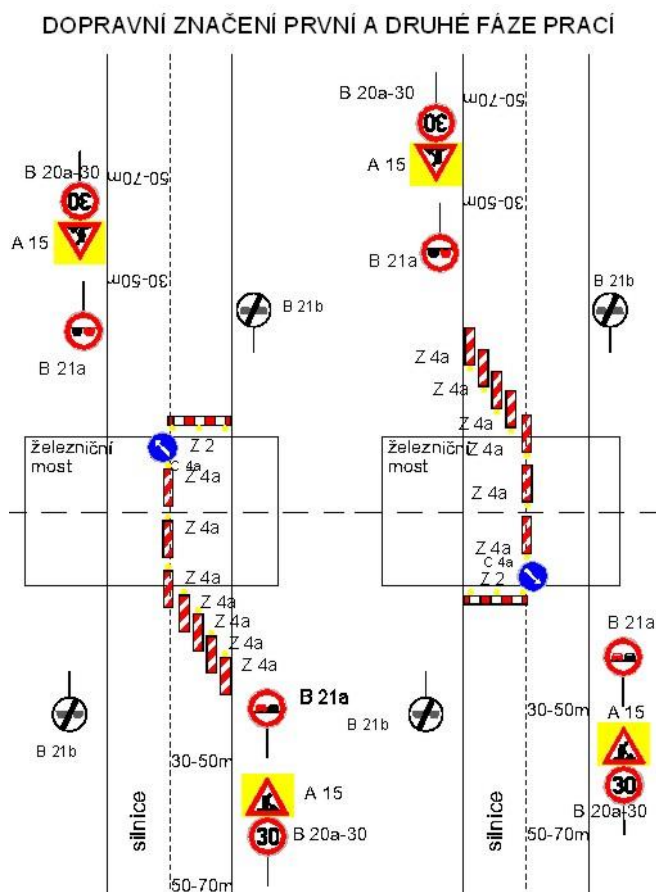 DOPRAVNÍ ZNAČENÍ PRVNÍ A DRUHÉ FÁZE PRACÍ
B 20a-30
50-70m
30
A 15
30-50m
B 21a
B 21b
železniční
most
Z 2
C 4a
Z 4a
Z 4a
Z 4a
Z 4a
Z 4a
Z 4a
Z 4a
B 21a
B 21b
30-50m
A 15
silnice
30
B 20a-30
50-70m
B 20a-30
50-70m
30
A 15
30-50m
B 21a
B 21b
Z 4a
Z 4a
Z 4a
Z 4a
železniční
most
Z 4a
Z 4a
C 4a
Z 2
B 21a
B 21b
30-50m
A 15
silnice
30
B 20a-30
50-70m